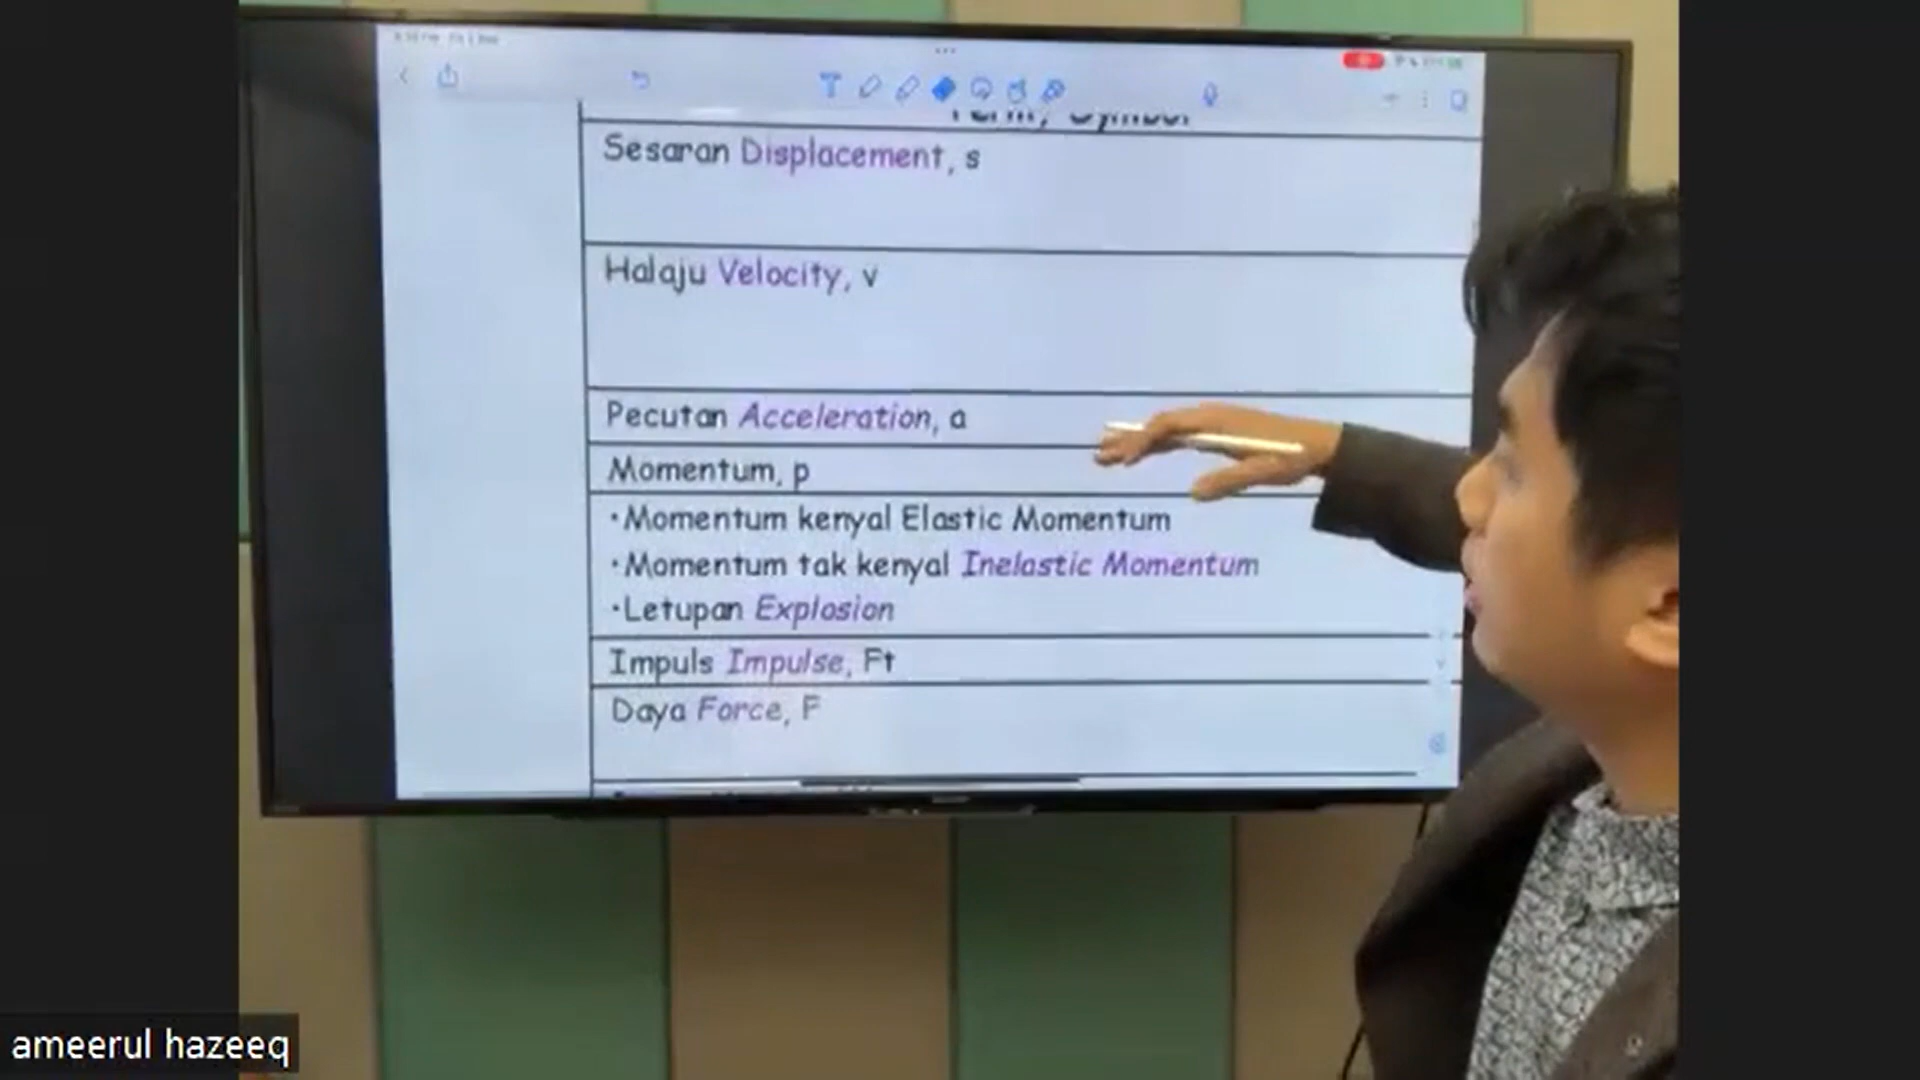 Sesaran Displacement, s
Halaju Velocity, v
Pecutan Acceleration, a
Momentum, p
•Momentum kenyal Elastic Momentum
•Momentum tak kenyal Inelastic Momentum
•Letupan Explosion
Impuls Impulse, Ft
Daya Force, F
ameerul hazeeq